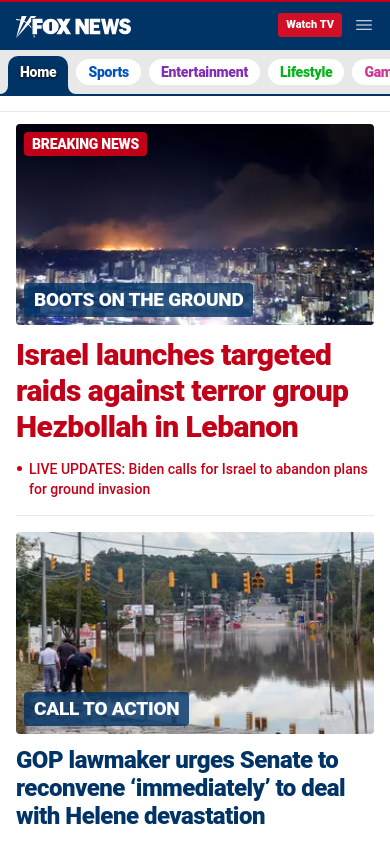 FOX NEWS
Watch TV
Home
Sports
Entertainment
Lifestyle
BREAKING NEWS
BOOTS ON THE GROUND
Israel launches targeted
raids against terror group
Hezbollah in Lebanon
• LIVE UPDATES: Biden calls for Israel to abandon plans
for ground invasion
CALL TO ACTION
GOP lawmaker urges Senate to
reconvene ‘immediately’ to deal
with Helene devastation